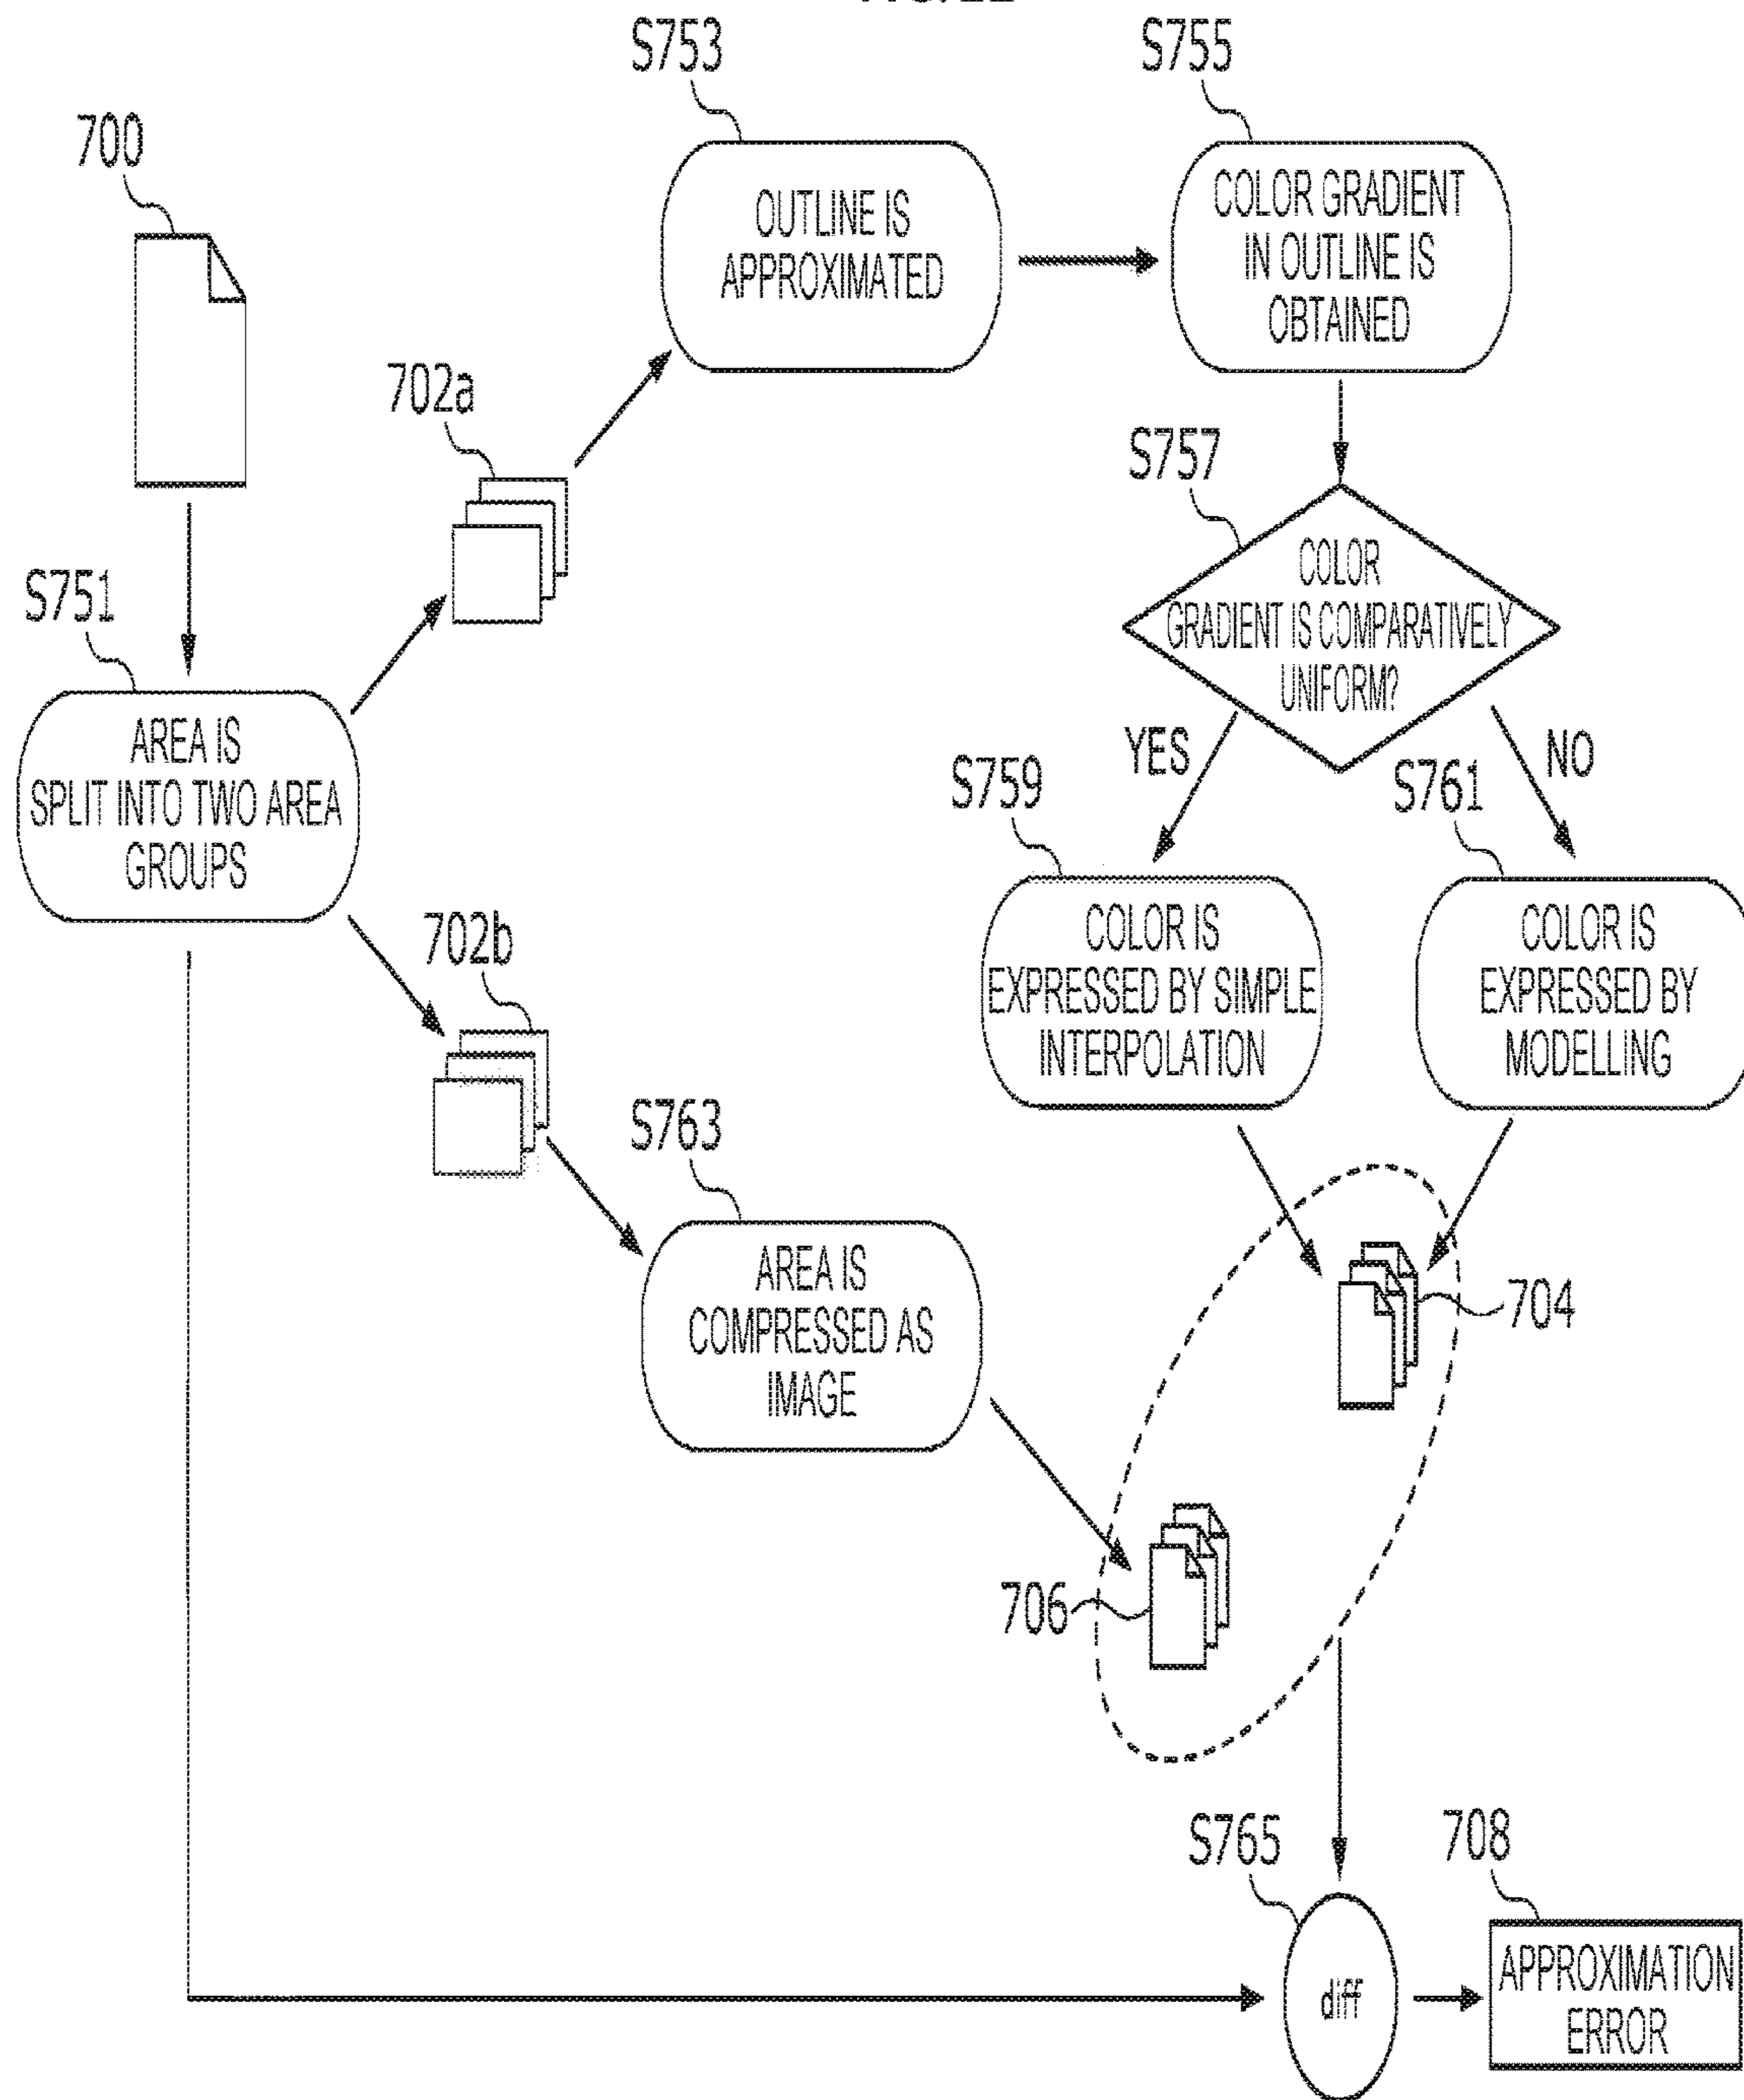 S753
S755
700
OUTLINE IS
APPROXIMATED
COLOR GRADIENT
IN OUTLINE IS
OBTAINED
702a
S757
COLOR
GRADIENT IS COMPARATIVELY
UNIFORM?
S751
AREA IS
SPLIT INTO TWO AREA
GROUPS
YES
NO
S759
S761
COLOR IS
EXPRESSED BY SIMPLE
INTERPOLATION
COLOR IS
EXPRESSED BY
MODELLING
702b
S763
AREA IS
COMPRESSED AS
IMAGE
704
706
S765
708
diff
APPROXIMATION
ERROR